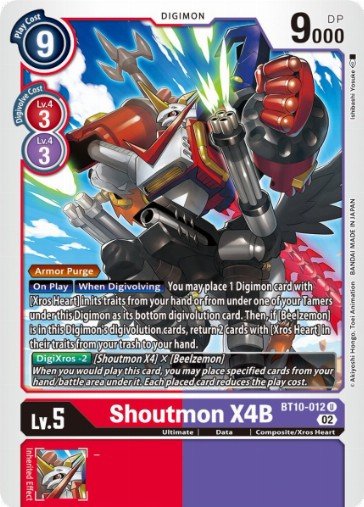 DIGIMON
Play Cost
9
9000
DP
Digivolve Cost
Lv.4
3
Lv.4
3
Ishibashi Yosuke
©Akiyoshi Hongo, Toei Animation BANDAI MADE IN JAPAN
Armor Purge
On Play When Digivolving You may place 1 Digimon card with
[Xros Heart] in its traits from your hand or from under one of your Tamers
under this Digimon as its bottom digivolution card. Then, if [Beelzemon]
is in this Digimon's digivolution cards, return 2 cards with [Xros Heart] in
their traits from your trash to your hand.
DigiXros -2 [Shoutmon X4] × [Beelzemon]
When you would play this card, you may place specified cards from your
hand/battle area under it. Each placed card reduces the play cost.
Lv.5
Shoutmon X4B
BT10-012 U
02
Ultimate
Data
Composite/Xros Heart
Inherited Effect
-